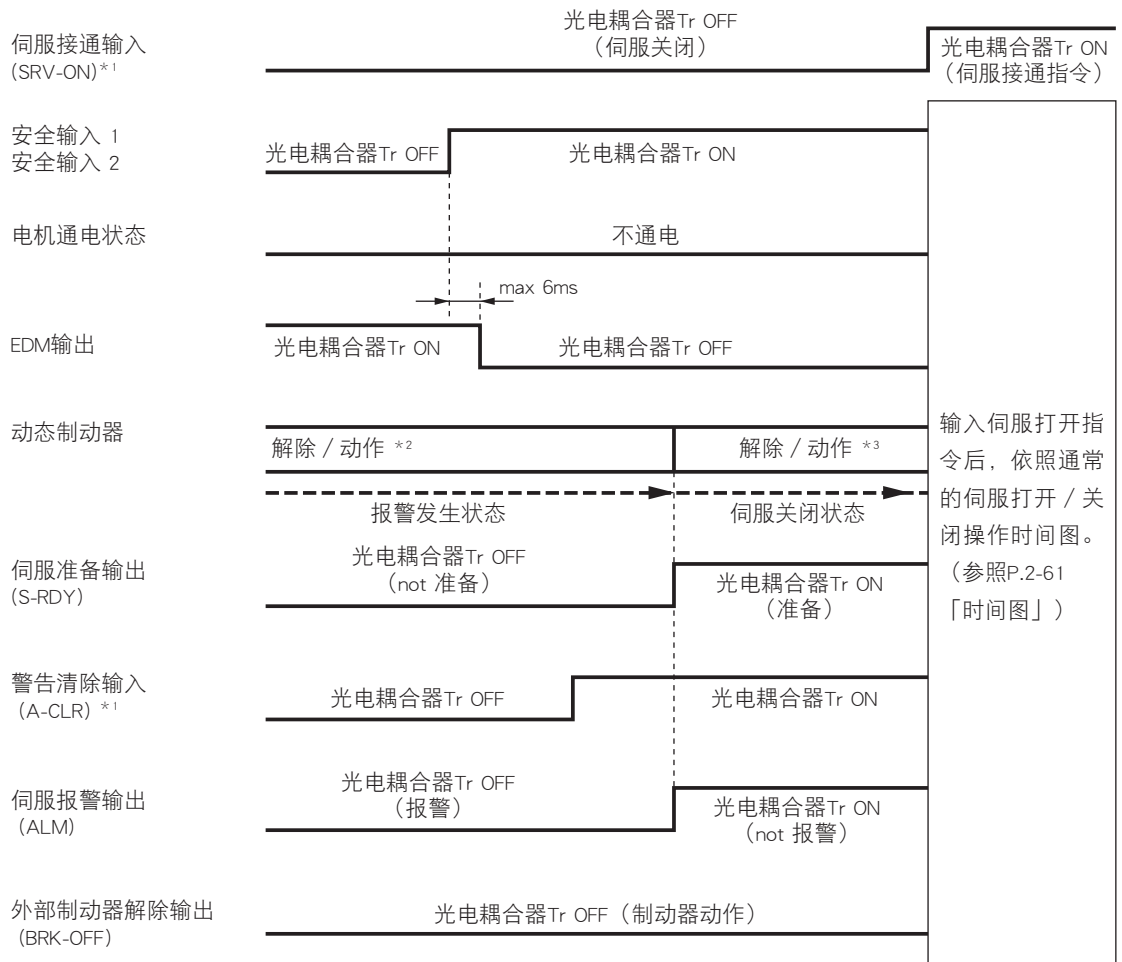 伺服接通输入
(SRV-ON)*1
光电耦合器Tr OFF
（伺服关闭）
光电耦合器Tr ON
（伺服接通指令）
安全输入 1
安全输入 2
光电耦合器Tr OFF
光电耦合器Tr ON
电机通电状态
不通电
max 6ms
EDM输出
光电耦合器Tr ON
光电耦合器Tr OFF
动态制动器
解除 / 动作 *2
解除 / 动作 *3
报警发生状态
伺服关闭状态
伺服准备输出
(S-RDY)
光电耦合器Tr OFF
（not 准备）
光电耦合器Tr ON
（准备）
警告清除输入
（A-CLR）*1
光电耦合器Tr OFF
光电耦合器Tr ON
伺服报警输出
（ALM）
光电耦合器Tr OFF
（报警）
光电耦合器Tr ON
（not 报警）
外部制动器解除输出
（BRK-OFF）
光电耦合器Tr OFF（制动器动作）
输入伺服打开指
令后，依照通常
的伺服打开 / 关
闭操作时间图。
（参照P.2-61
「时间图」）